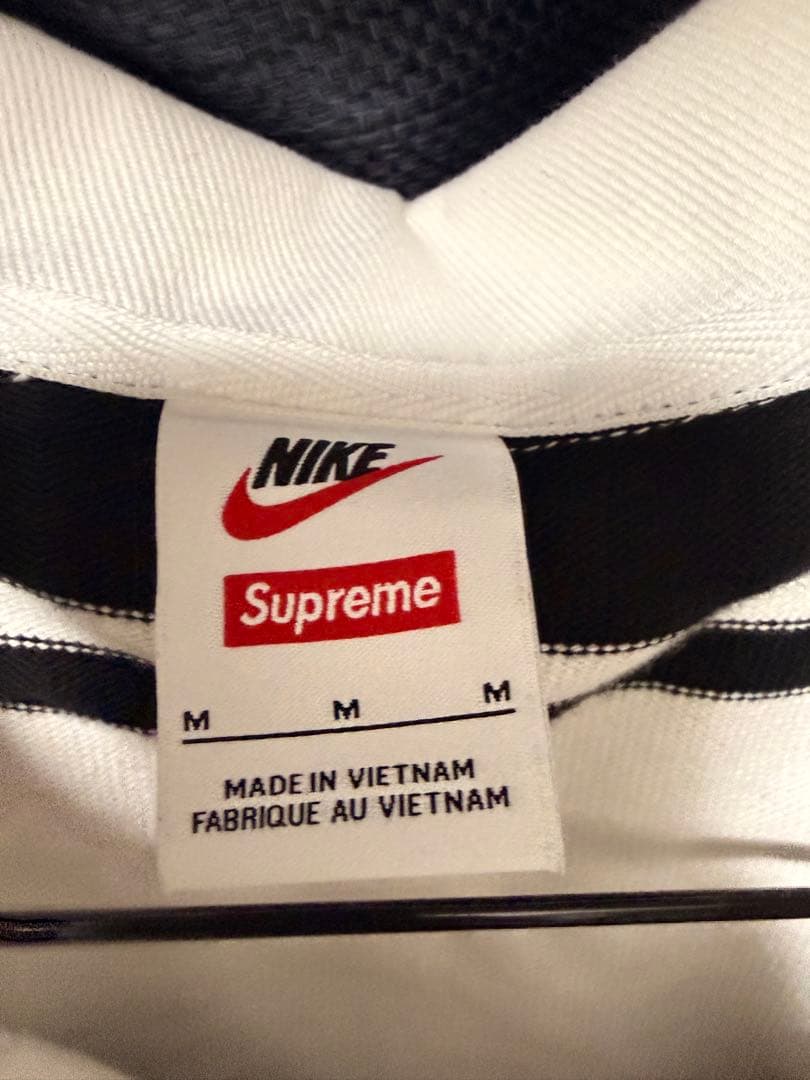 NIKE
Supreme
M M M
MADE IN VIETNAM
FABRIQUE AU VIETNAM